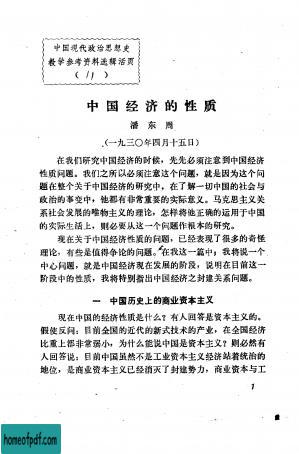 中国现代政治思想史
教学参考资料选辑活页
中国经济的性质
潘东周
(一九三〇年四月十五日)
在我们研究中国经济的时候，先先必须注意到中国经济
性质问题。我们之所以必须注意这个问题，就是因为这个问
题在整个关于中国经济的研究中，在了解一切中国的社会与
政治的事变中，他都有非常重要的实际意义。马克思主义关
系社会发展的唯物主义的理论，怎样将他正确的运用于中国
的实际生活上，则必要从这一个问题作根本的研究。
现在关于中国经济性质的问题，已经表现了很多的奇怪
理论，有些是值得争论的问题。在我这一篇中，我将说一个
中心问题，就是中国经济现在发展的阶段，说明在目前这一
阶段中的性质，我将特别指出中国经济之封建关系问题。
一 中国历史上的商业资本主义
现在中国的经济性质是什么？有人回答是资本主义的。
假使反问：目前全国的近代的新式技术的产业，在全国经济
比重上都非常弱小，为什么能说中国是资本主义？则必然有
人回答说：目前中国虽然不是工业资本主义经济站着统治的
地位，是商业资本主义已经消灭了封建势力，商业资本与工
1
homeofpdf.com
homeofpdf.com